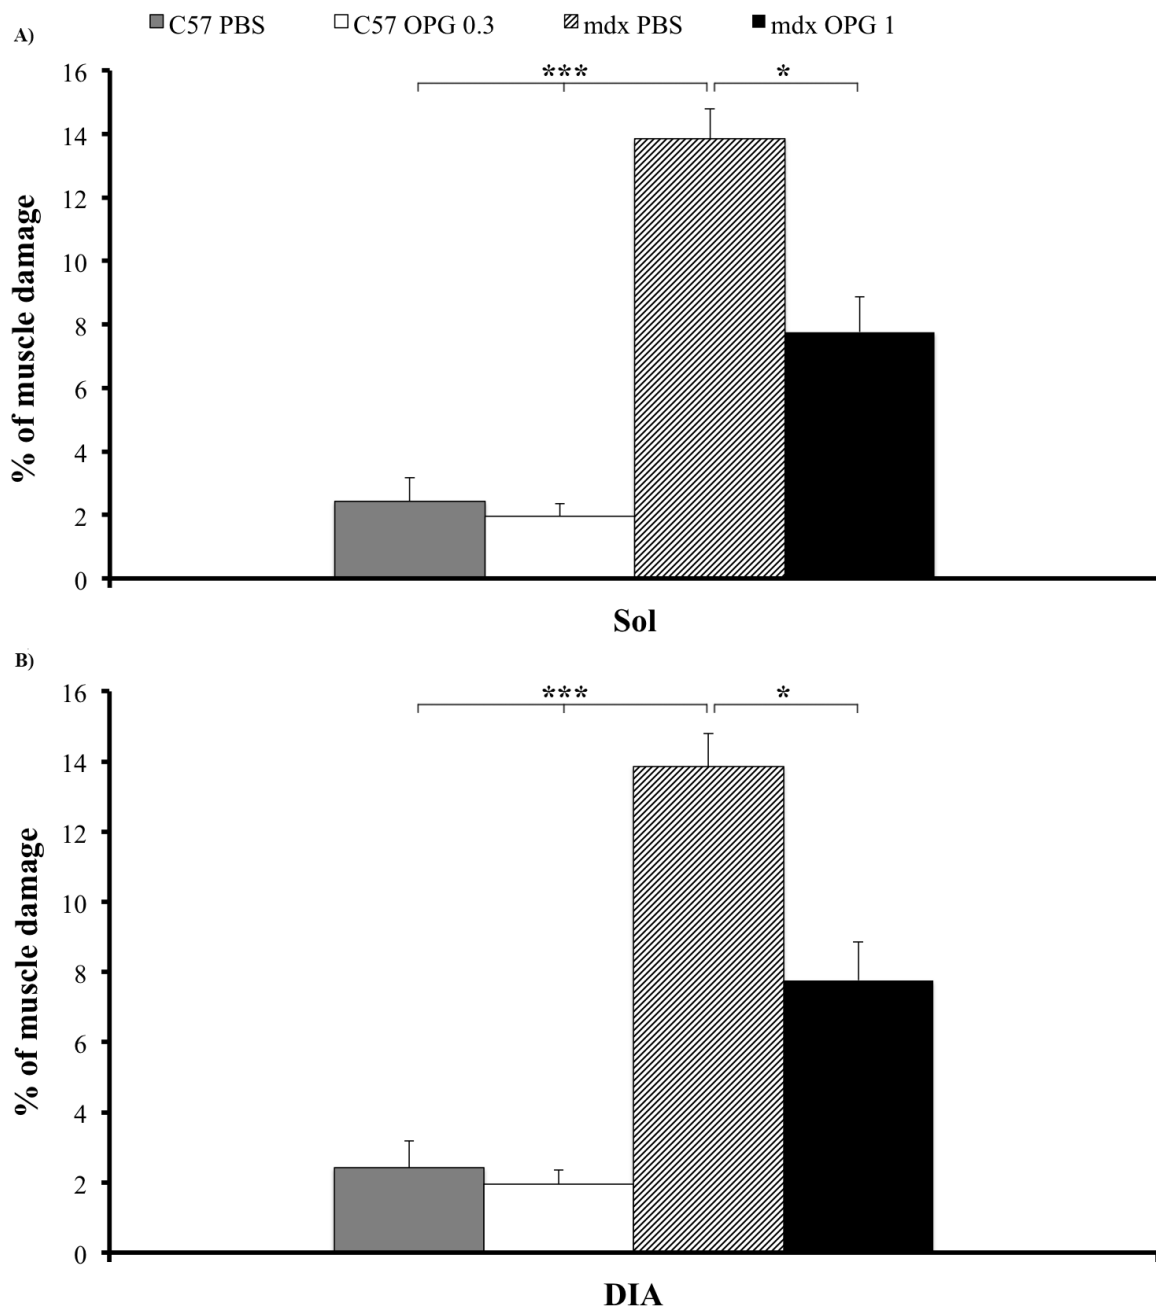 C57 PBS C57 OPG 0.3 mdx PBS mdx OPG 1
A)
16
*** *
14
12
10
8
6
4
2
0
% of muscle damage
Sol
B)
16
*** *
14
12
10
8
6
4
2
0
% of muscle damage
DIA